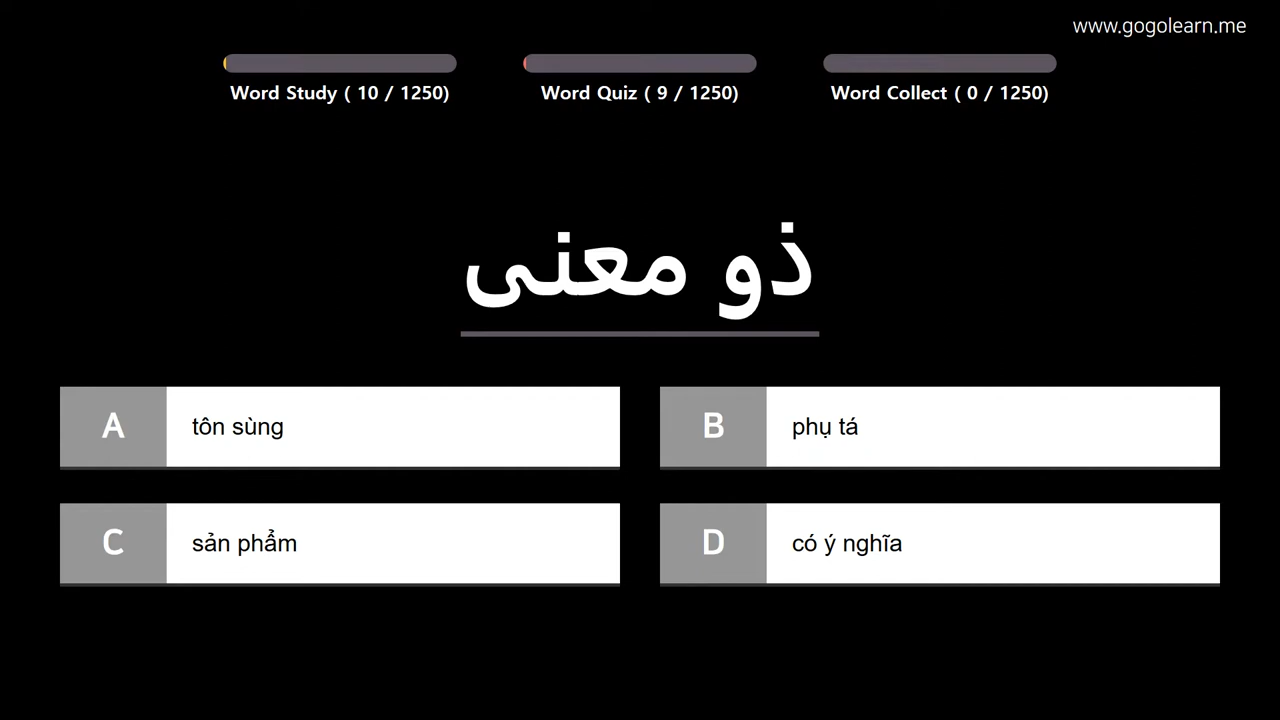 www.gogolearn.me
Word Study ( 10 / 1250)
Word Quiz ( 9 / 1250)
Word Collect ( 0 / 1250)
ذو معنى
A tôn sùng
B phụ tá
C sản phẩm
D có ý nghĩa